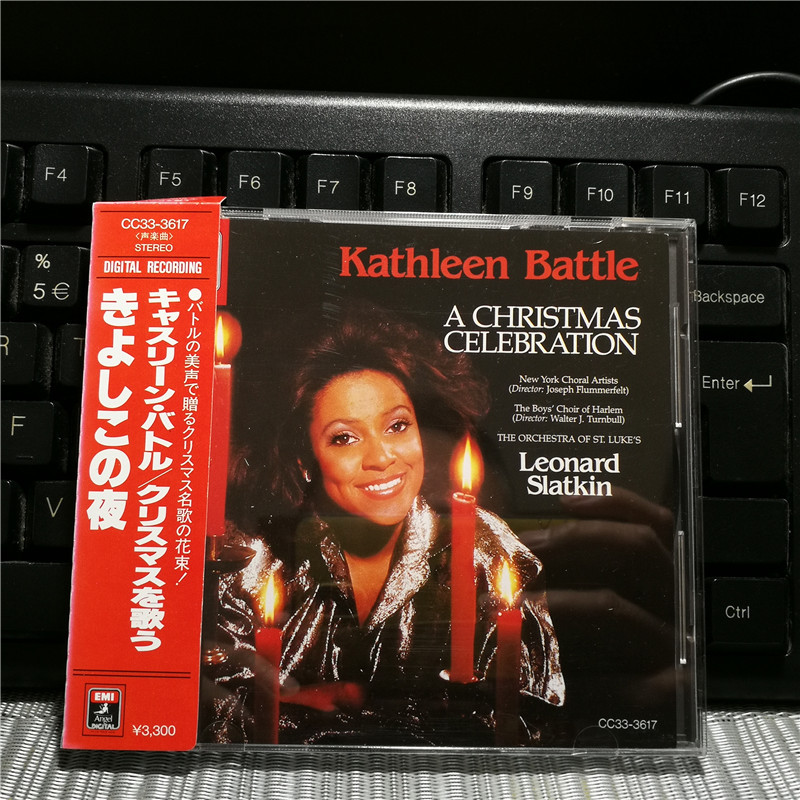 F4
F5
F6
F7
F8
F9
F10
F11
F12
%
5 €
R
T
F
V
Backspace
Enter
Ctrl
CC33-3617
〈声楽曲〉
STEREO
DIGITAL RECORDING
●バトルの美声で贈るクリスマス名歌の花束！
キャスリーン・バトル／クリスマスを歌う
きよしこの夜
EMI
Angel
DIGITAL
¥3,300
Kathleen Battle
A CHRISTMAS
CELEBRATION
New York Choral Artists
(Director: Joseph Flummerfelt)
The Boys' Choir of Harlem
(Director: Walter J. Turnbull)
THE ORCHESTRA OF ST. LUKE'S
Leonard
Slatkin
CC33-3617